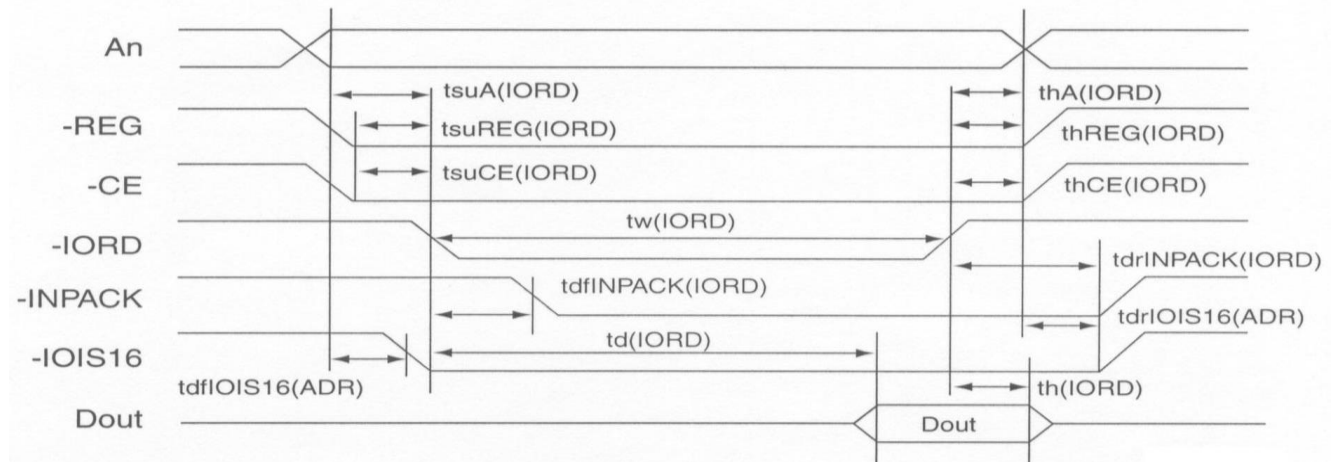 An
tsuA(IORD)
thA(IORD)
-REG
tsuREG(IORD)
thREG(IORD)
-CE
tsuCE(IORD)
thCE(IORD)
-IORD
tw(IORD)
tdrINPACK(IORD)
-INPACK
tdfINPACK(IORD)
tdrIOIS16(ADR)
-IOIS16
td(IORD)
tdfIOIS16(ADR)
th(IORD)
Dout
Dout